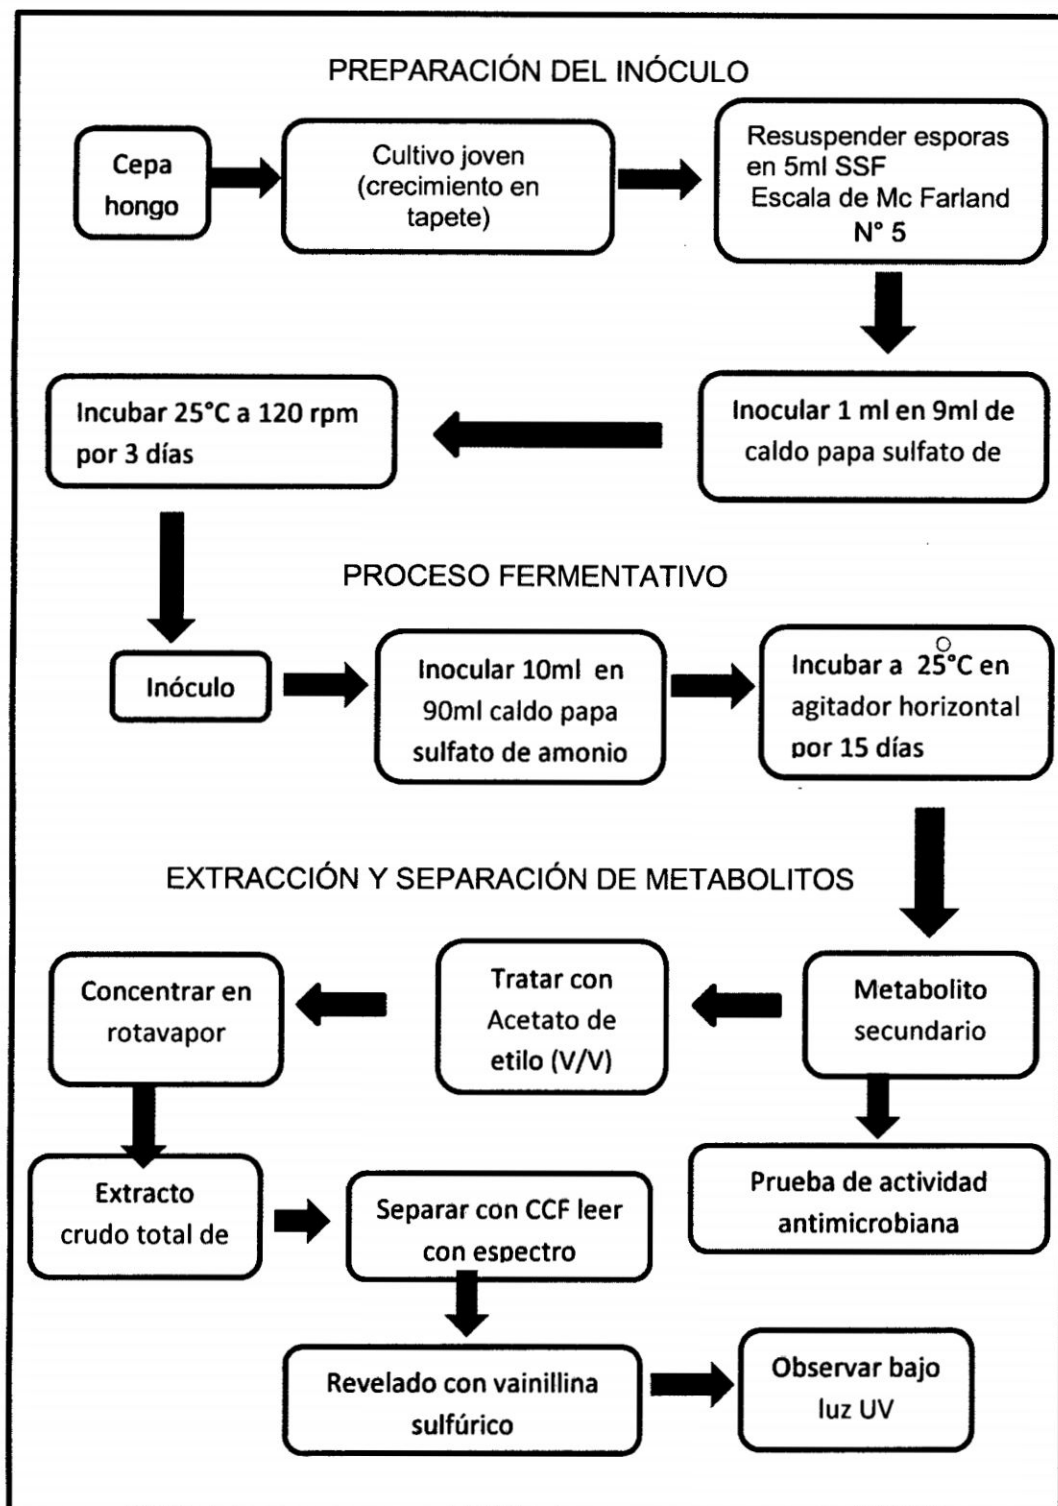 PREPARACIÓN DEL INÓCULO
Cepa
hongo
Cultivo joven
(crecimiento en
tapete)
Resuspender esporas
en 5ml SSF
Escala de Mc Farland
N° 5
Inocular 1 ml en 9ml de
caldo papa sulfato de
Incubar 25°C a 120 rpm
por 3 días
PROCESO FERMENTATIVO
Inóculo
Inocular 10ml en
90ml caldo papa
sulfato de amonio
Incubar a 25°C en
agitador horizontal
por 15 días
EXTRACCIÓN Y SEPARACIÓN DE METABOLITOS
Metabolito
secundario
Tratar con
Acetato de
etilo (V/V)
Concentrar en
rotavapor
Prueba de actividad
antimicrobiana
Extracto
crudo total de
Separar con CCF leer
con espectro
Revelado con vainillina
sulfúrico
Observar bajo
luz UV